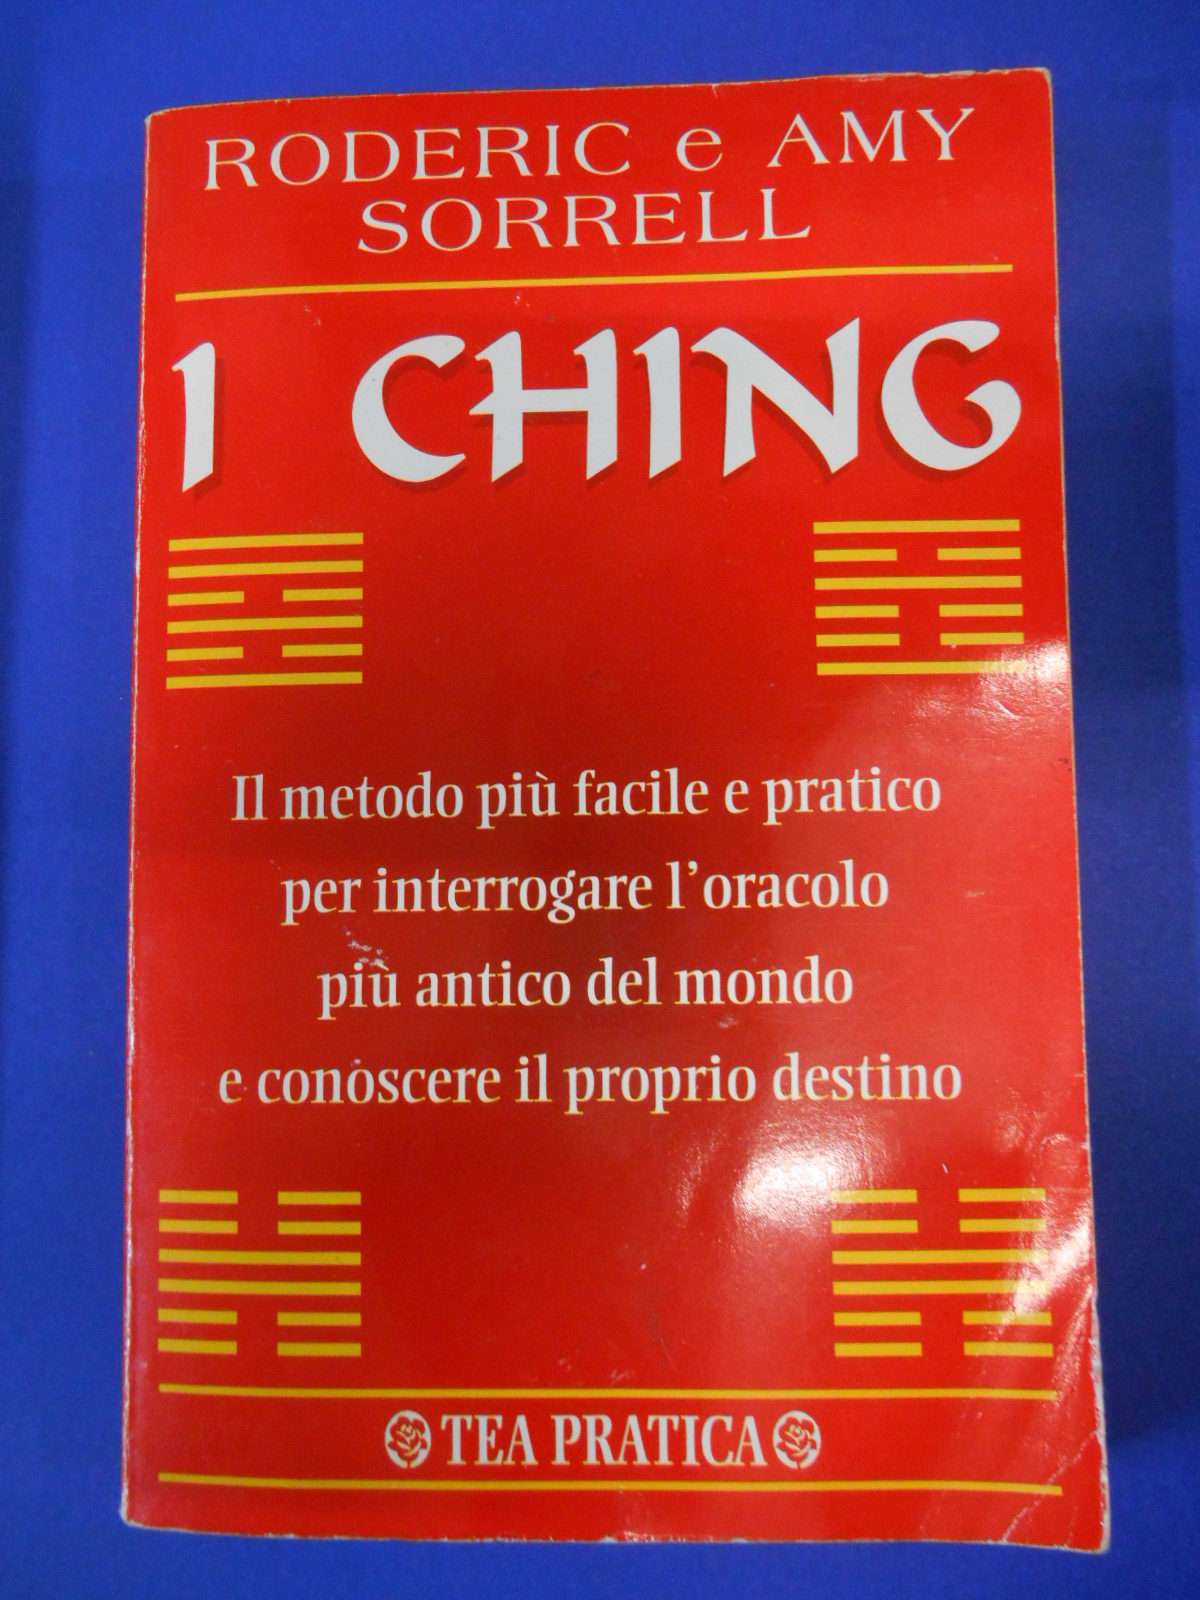 RODERIC e AMY
SORRELL
I CHING
Il metodo più facile e pratico
per interrogare l'oracolo
più antico del mondo
e conoscere il proprio destino
TEA PRATICA